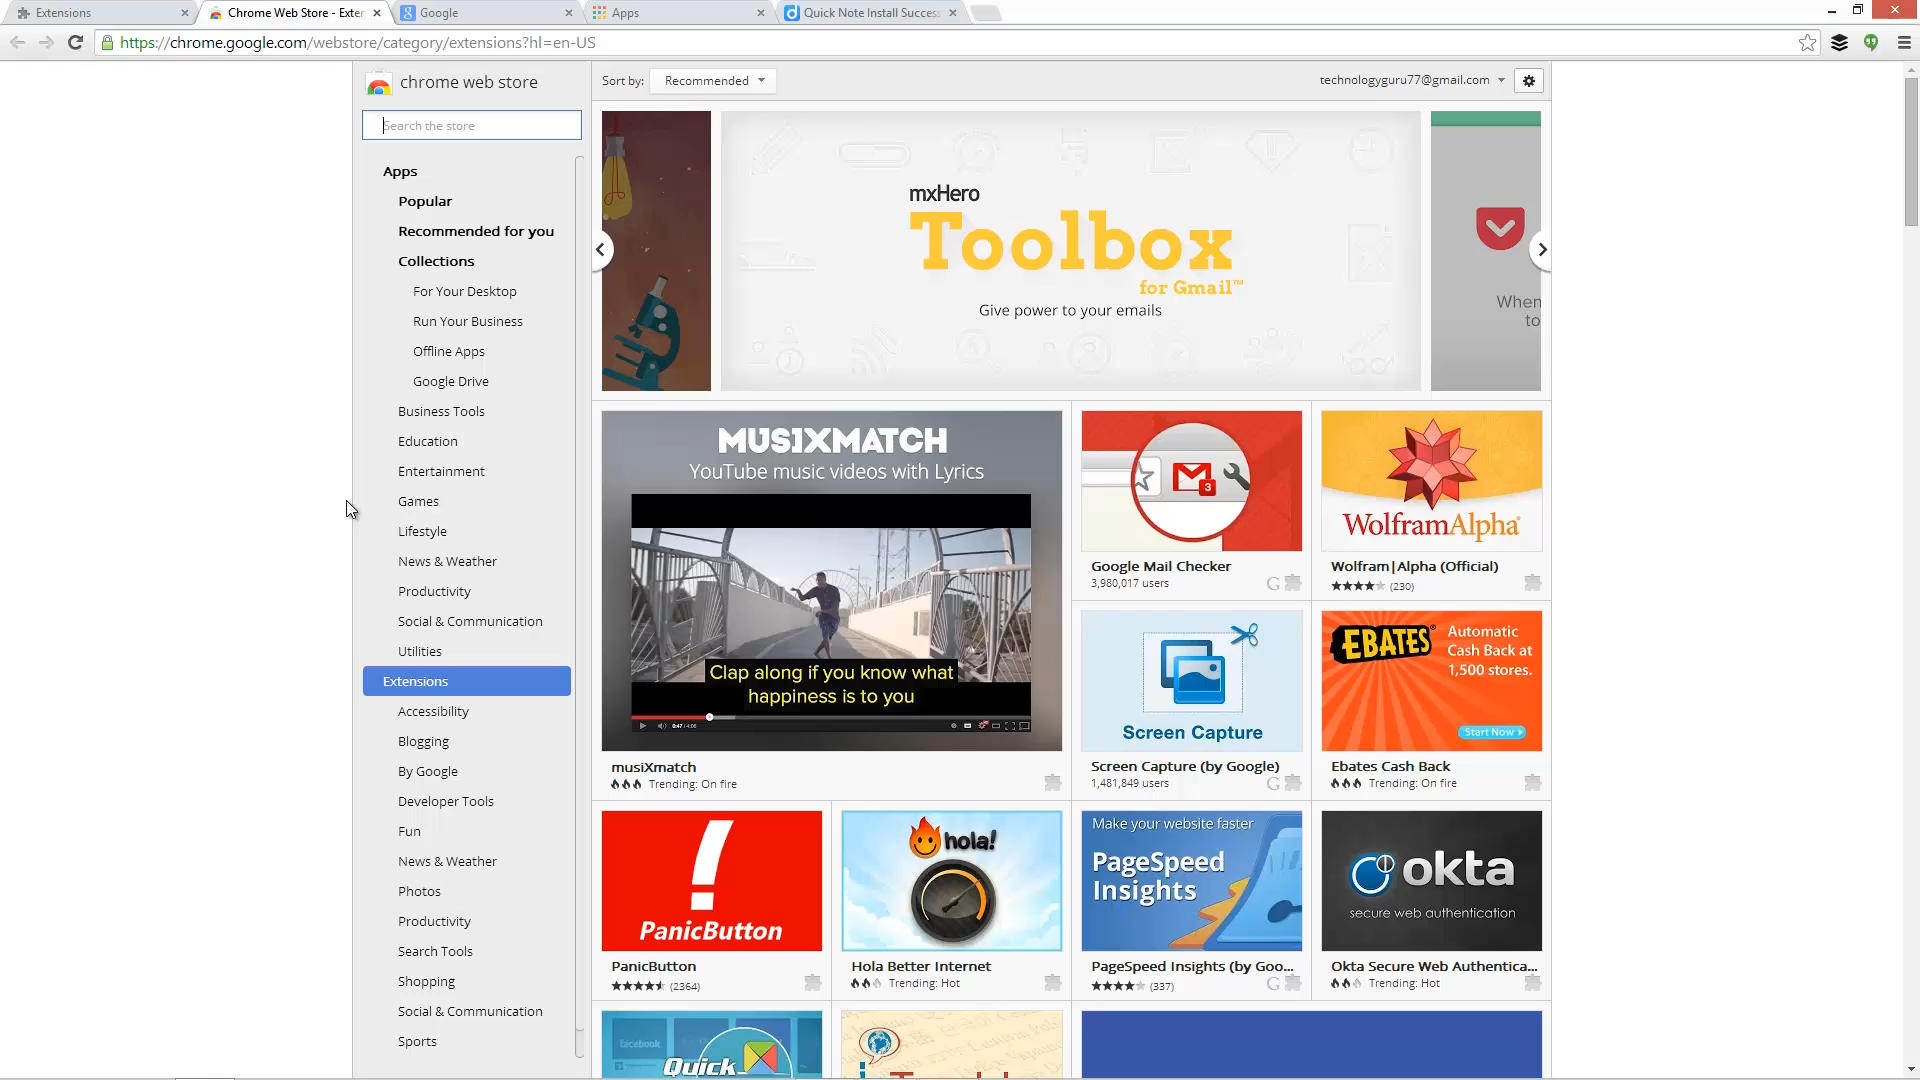 Extensions
Chrome Web Store - Exter
Google
Apps
Quick Note Install Success
https://chrome.google.com/webstore/category/extensions?hl=en-US
chrome web store
Sort by:
Recommended
technologyguru77@gmail.com
Search the store
Apps
Popular
Recommended for you
Collections
For Your Desktop
Run Your Business
Offline Apps
Google Drive
Business Tools
Education
Entertainment
Games
Lifestyle
News & Weather
Productivity
Social & Communication
Utilities
Extensions
Accessibility
Blogging
By Google
Developer Tools
Fun
News & Weather
Photos
Productivity
Search Tools
Shopping
Social & Communication
Sports
mxHero
Toolbox
for Gmail™
Give power to your emails
When
to
MUSIXMATCH
YouTube music videos with Lyrics
Clap along if you know what
happiness is to you
0:47 / 4:08
musiXmatch
Trending: On fire
3
Google Mail Checker
3,980,017 users
G
WolframAlpha
Wolfram|Alpha (Official)
(230)
Screen Capture
Screen Capture (by Google)
1,481,849 users
G
EBATES®
Automatic
Cash Back at
1,500 stores.
Start Now
Ebates Cash Back
Trending: On fire
!
PanicButton
PanicButton
(2364)
hola!
Hola Better Internet
Trending: Hot
Make your website faster
PageSpeed
Insights
PageSpeed Insights (by Goo...
(337)
G
okta
secure web authentication
Okta Secure Web Authentica...
Trending: Hot
facebook
Quick